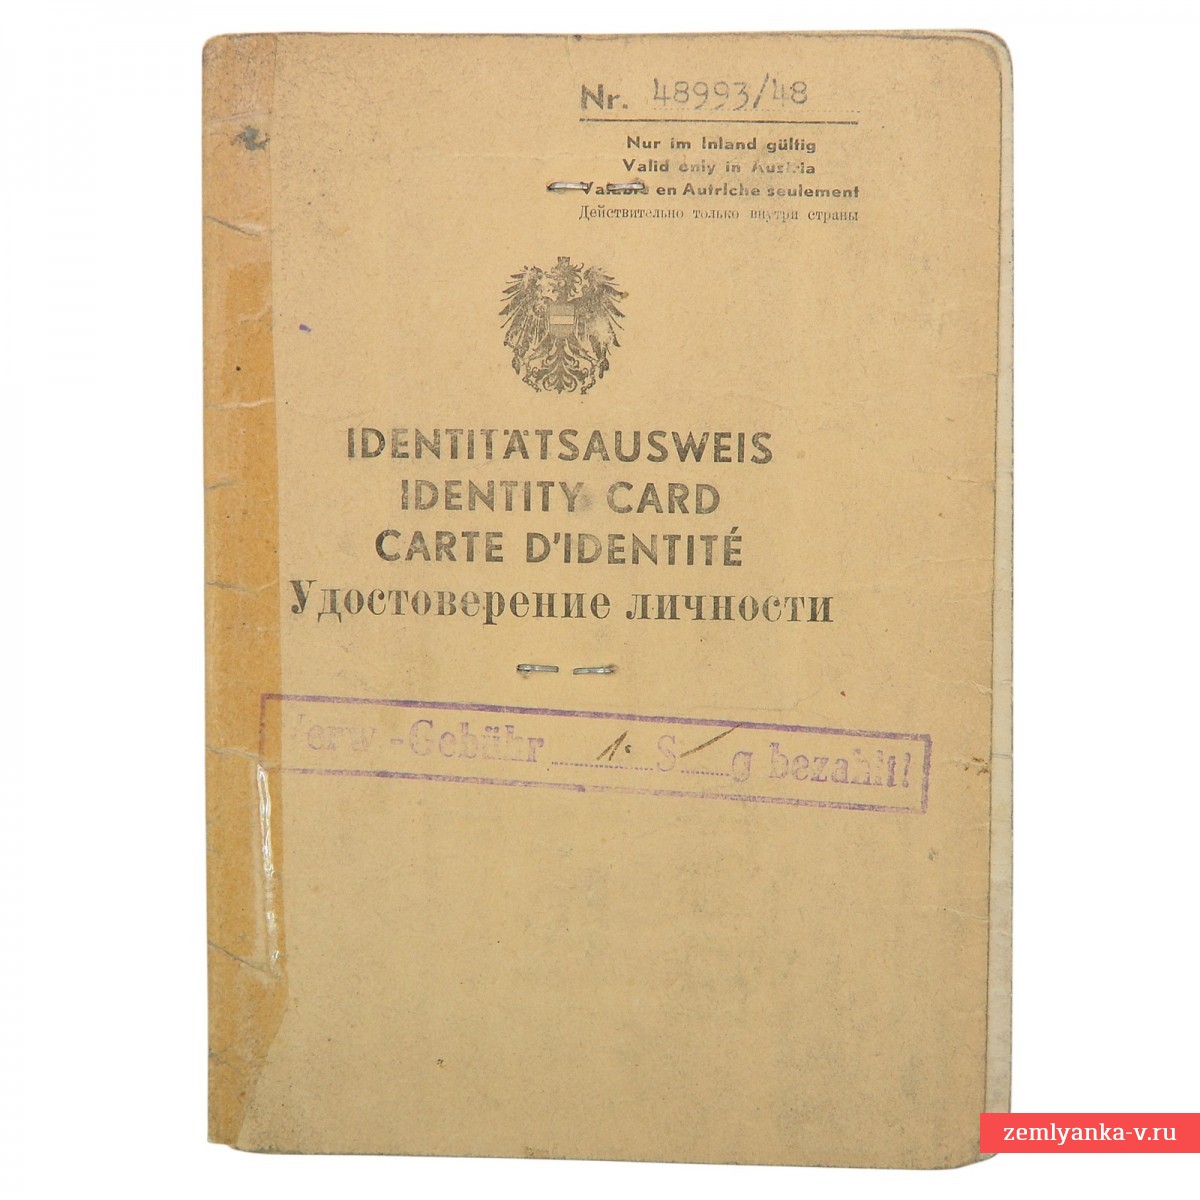 Nr. 48993/48
Nur im Inland gültig
Valid only in Austria
Valable en Autriche seulement
Действительно только внутри страны
IDENTITÄTSAUSWEIS
IDENTITY CARD
CARTE D'IDENTITÉ
Удостоверение личности
Verw.-Gebühr 1· S g bezahlt!
zemlyanka-v.ru